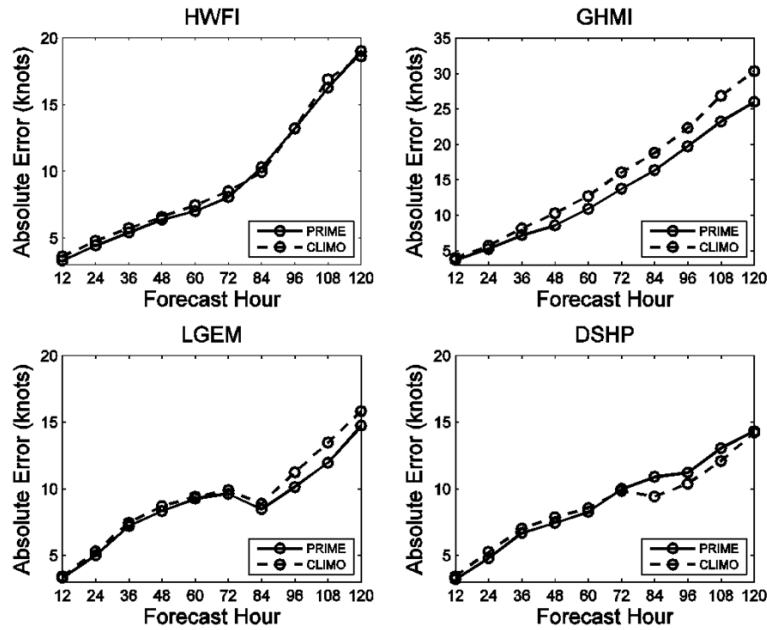 HWFI
Absolute Error (knots)
20
15
10
5
12 24 36 48 60 72 84 96 108 120
Forecast Hour
PRIME
CLIMO
GHMI
Absolute Error (knots)
35
30
25
20
15
10
5
12 24 36 48 60 72 84 96 108 120
Forecast Hour
PRIME
CLIMO
LGEM
Absolute Error (knots)
20
15
10
5
12 24 36 48 60 72 84 96 108 120
Forecast Hour
PRIME
CLIMO
DSHP
Absolute Error (knots)
20
15
10
5
12 24 36 48 60 72 84 96 108 120
Forecast Hour
PRIME
CLIMO